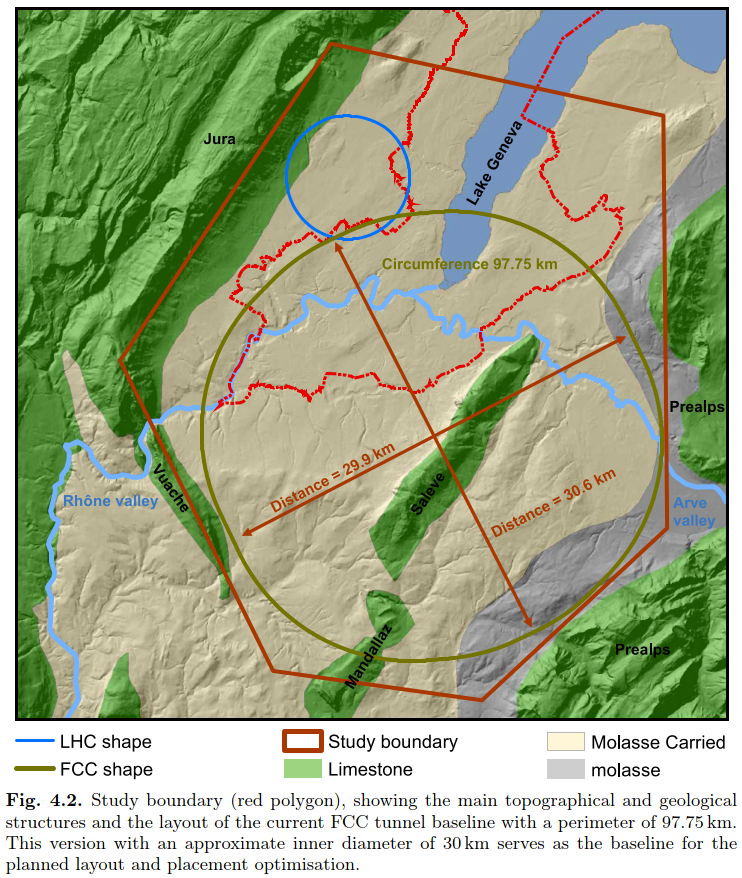 Jura
Lake Geneva
Circumference 97.75 km
Prealps
Distance = 29.9 km
Vuache
Rhône valley
Saleve
Distance = 30.6 km
Arve
valley
Mandallaz
Prealps
LHC shape
Study boundary
Molasse Carried
FCC shape
Limestone
molasse
Fig. 4.2. Study boundary (red polygon), showing the main topographical and geological
structures and the layout of the current FCC tunnel baseline with a perimeter of 97.75 km.
This version with an approximate inner diameter of 30 km serves as the baseline for the
planned layout and placement optimisation.